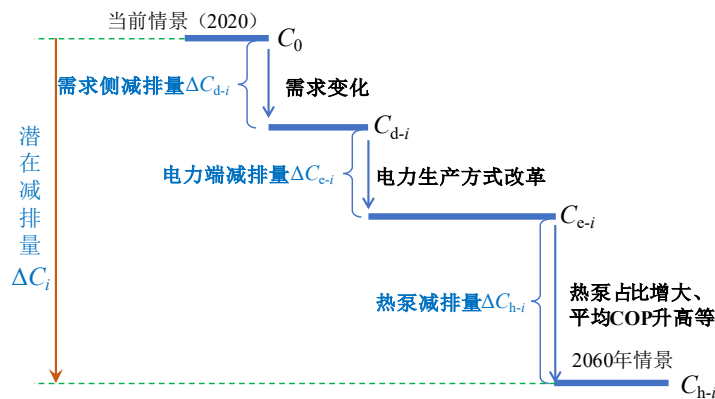 当前情景（2020）
C0
需求侧减排量ΔCd-i
需求变化
Cd-i
电力端减排量ΔCe-i
电力生产方式改革
Ce-i
潜在减排量
ΔCi
热泵减排量ΔCh-i
热泵占比增大、
平均COP升高等
2060年情景
Ch-i